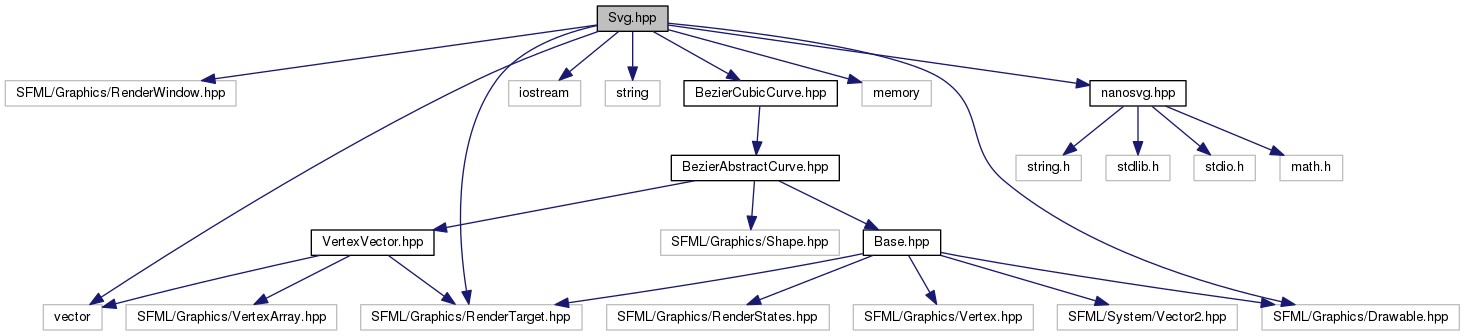 Svg.hpp
SFML/Graphics/RenderWindow.hpp
iostream
string
BezierCubicCurve.hpp
memory
nanosvg.hpp
BezierAbstractCurve.hpp
string.h
stdlib.h
stdio.h
math.h
VertexVector.hpp
SFML/Graphics/Shape.hpp
Base.hpp
vector
SFML/Graphics/VertexArray.hpp
SFML/Graphics/RenderTarget.hpp
SFML/Graphics/RenderStates.hpp
SFML/Graphics/Vertex.hpp
SFML/System/Vector2.hpp
SFML/Graphics/Drawable.hpp